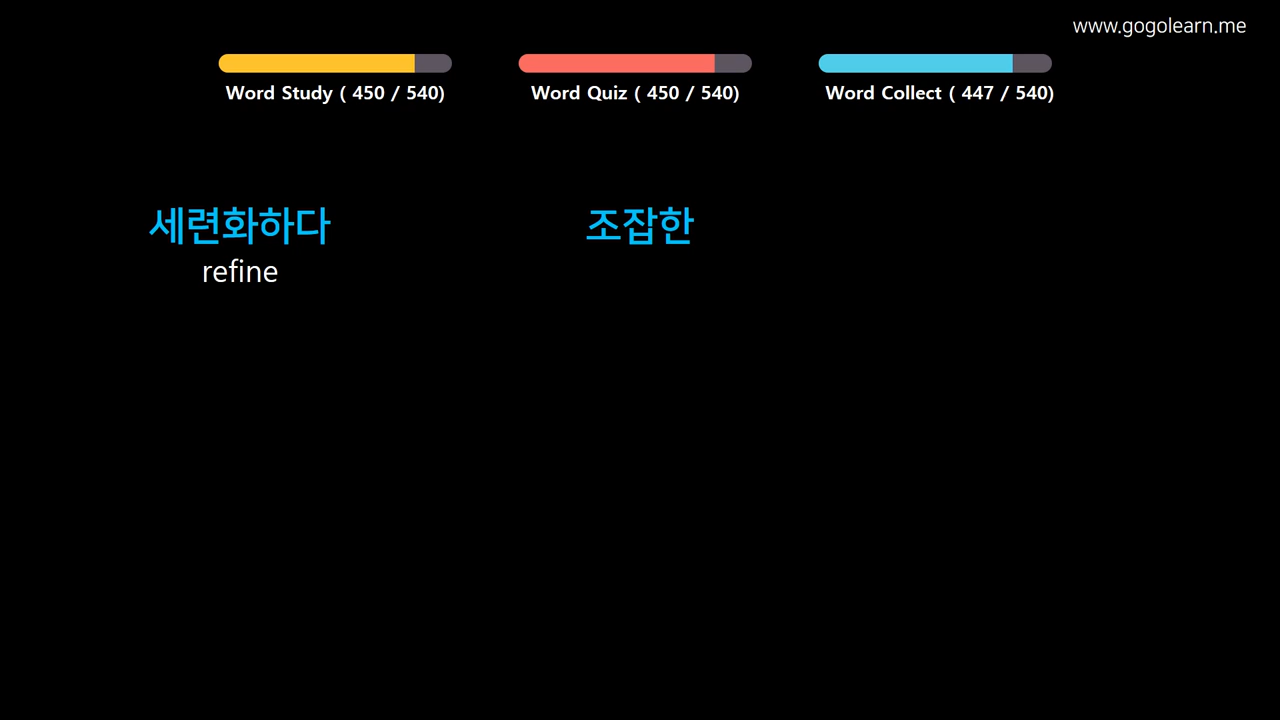 www.gogolearn.me
Word Study ( 450 / 540)
Word Quiz ( 450 / 540)
Word Collect ( 447 / 540)
세련화하다
refine
조잡한